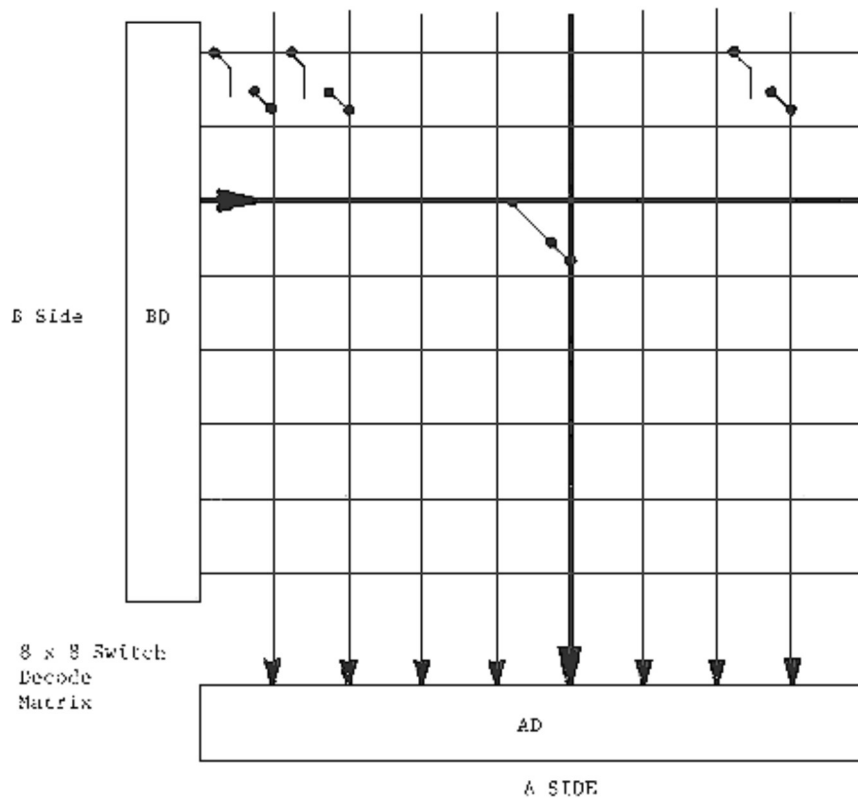 B Side
BD
8 x 8 Switch
Decode
Matrix
AD
A SIDE